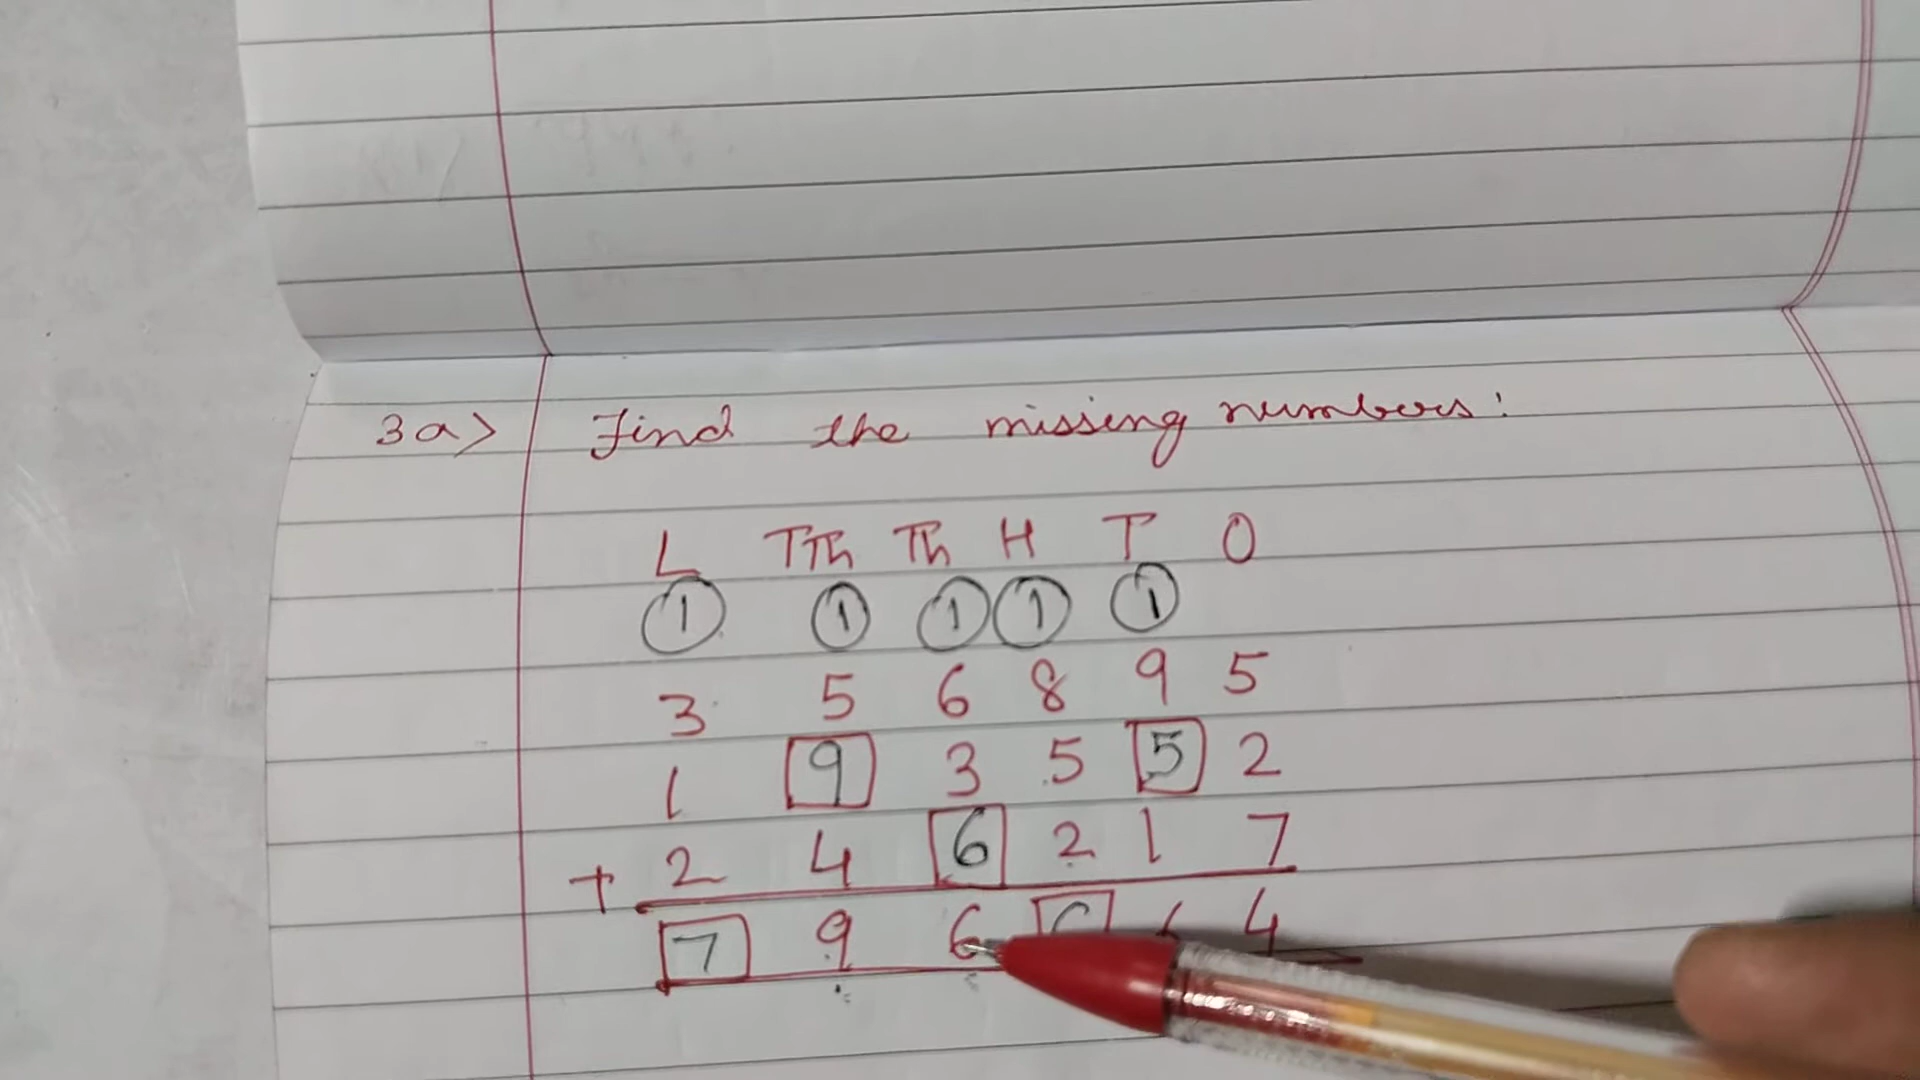 3a> Find the missing numbers:
L TTh Th H T O
1 1 1 1 1
3 5 6 8 9 5
1 9 3 5 5 2
+ 2 4 6 2 1 7
7 9 6 4